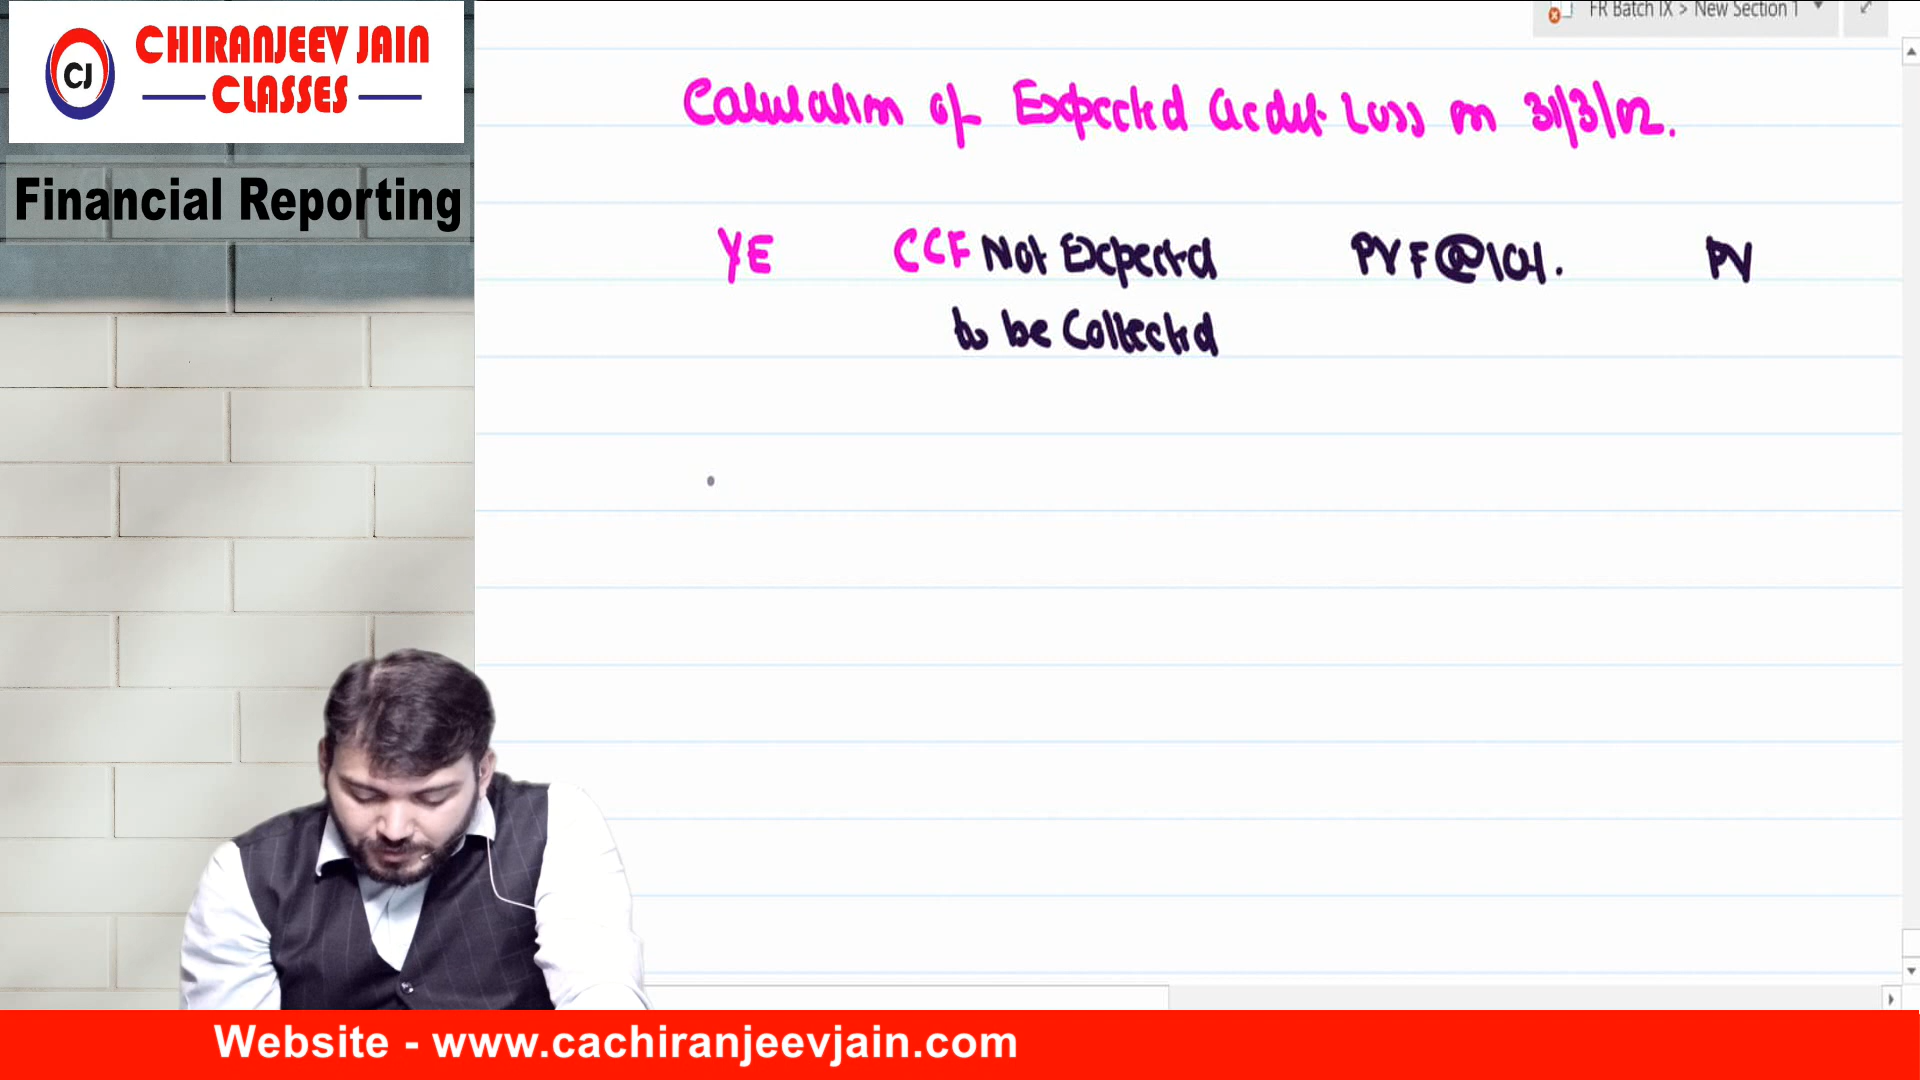 FR Batch IX > New Section 1
CHIRANJEEV JAIN
CJ
CLASSES
Financial Reporting
Calculation of Expected Credit Loss on 31/3/02.
YE CCF Not Expected PVF@10%. PV
to be Collected
Website - www.cachiranjeevjain.com